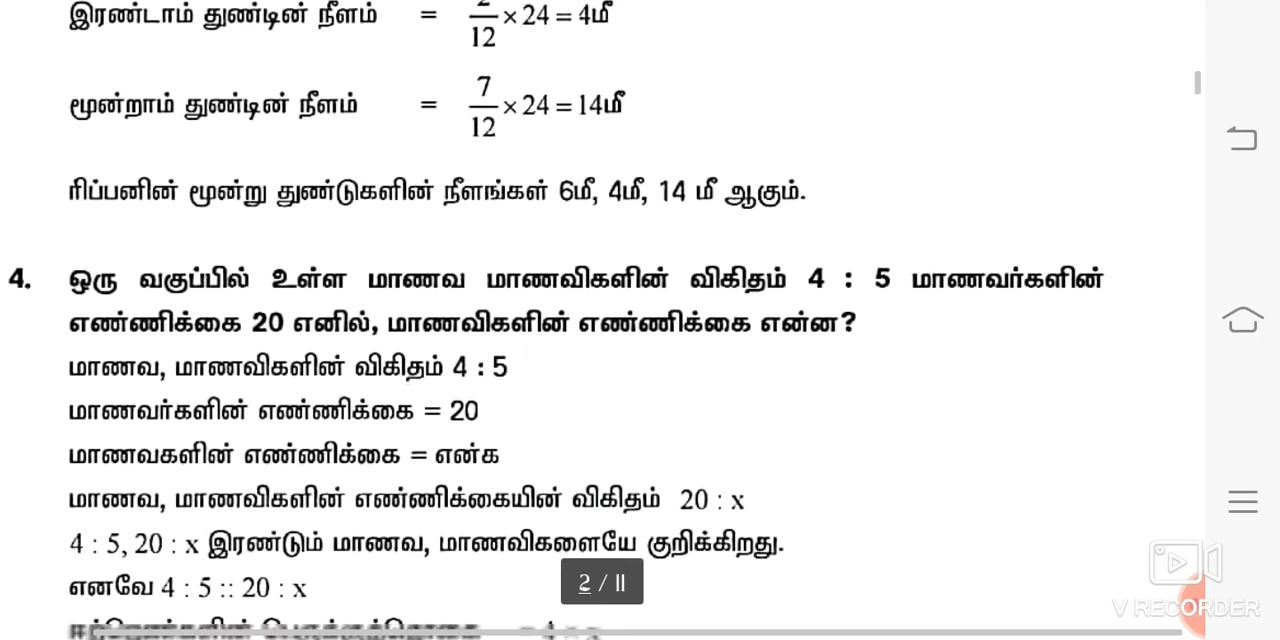 இரண்டாம் துண்டின் நீளம் = 2/12 × 24 = 4மீ
மூன்றாம் துண்டின் நீளம் = 7/12 × 24 = 14மீ
ரிப்பனின் மூன்று துண்டுகளின் நீளங்கள் 6மீ, 4மீ, 14 மீ ஆகும்.
4. ஒரு வகுப்பில் உள்ள மாணவ மாணவிகளின் விகிதம் 4 : 5 மாணவர்களின்
எண்ணிக்கை 20 எனில், மாணவிகளின் எண்ணிக்கை என்ன?
மாணவ, மாணவிகளின் விகிதம் 4 : 5
மாணவர்களின் எண்ணிக்கை = 20
மாணவகளின் எண்ணிக்கை = என்க
மாணவ, மாணவிகளின் எண்ணிக்கையின் விகிதம் 20 : x
4 : 5, 20 : x இரண்டும் மாணவ, மாணவிகளையே குறிக்கிறது.
எனவே 4 : 5 :: 20 : x
2 / 11
V RECORDER